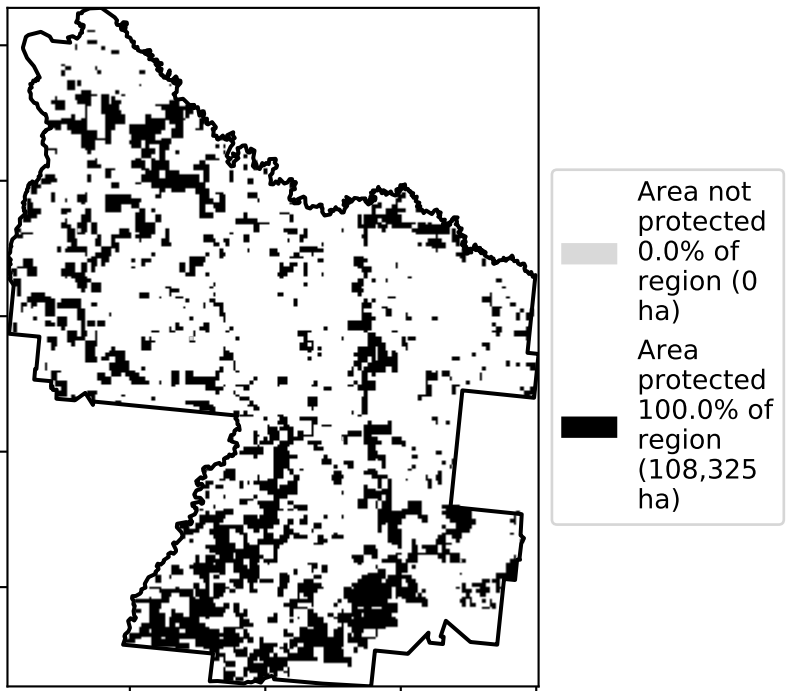 Area not
protected
0.0% of
region (0
ha)
Area
protected
100.0% of
region
(108,325
ha)